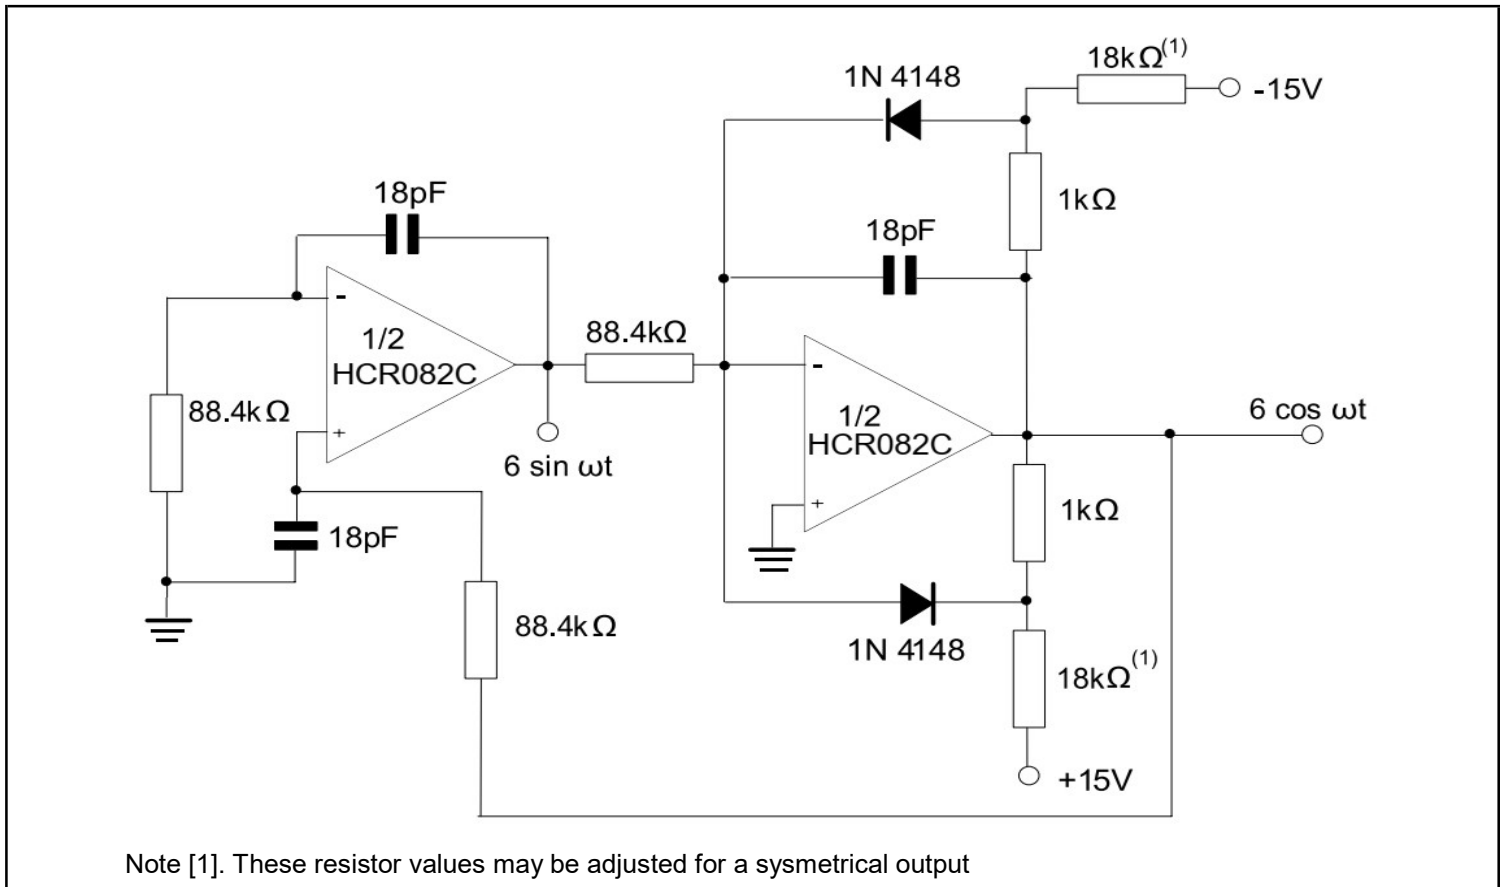 18kΩ(1)
-15V
1N 4148
1kΩ
18pF
18pF
-
1/2
HCR082C
88.4kΩ
+
88.4kΩ
-
1/2
HCR082C
+
6 sin ωt
6 cos ωt
18pF
88.4kΩ
1kΩ
1N 4148
18kΩ(1)
+15V
Note [1]. These resistor values may be adjusted for a sysmetrical output